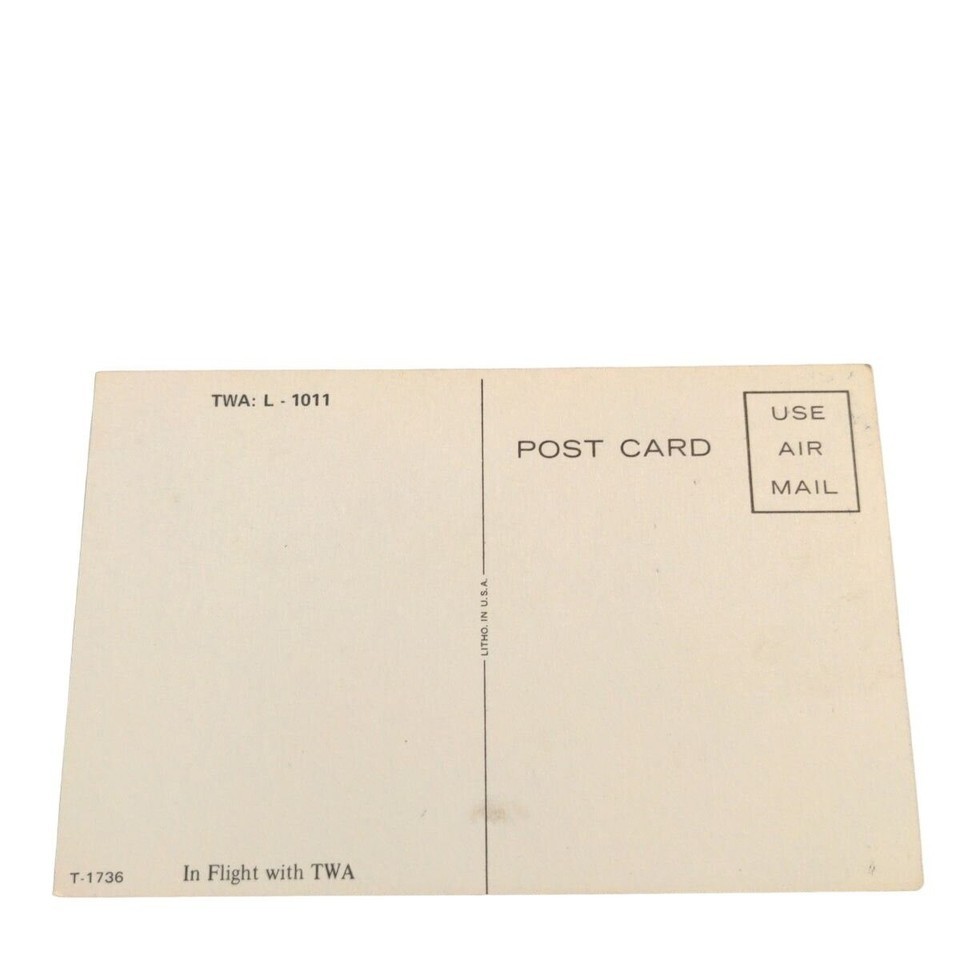 TWA: L - 1011
POST CARD
USE
AIR
MAIL
LITHO. IN U.S.A.
T-1736
In Flight with TWA